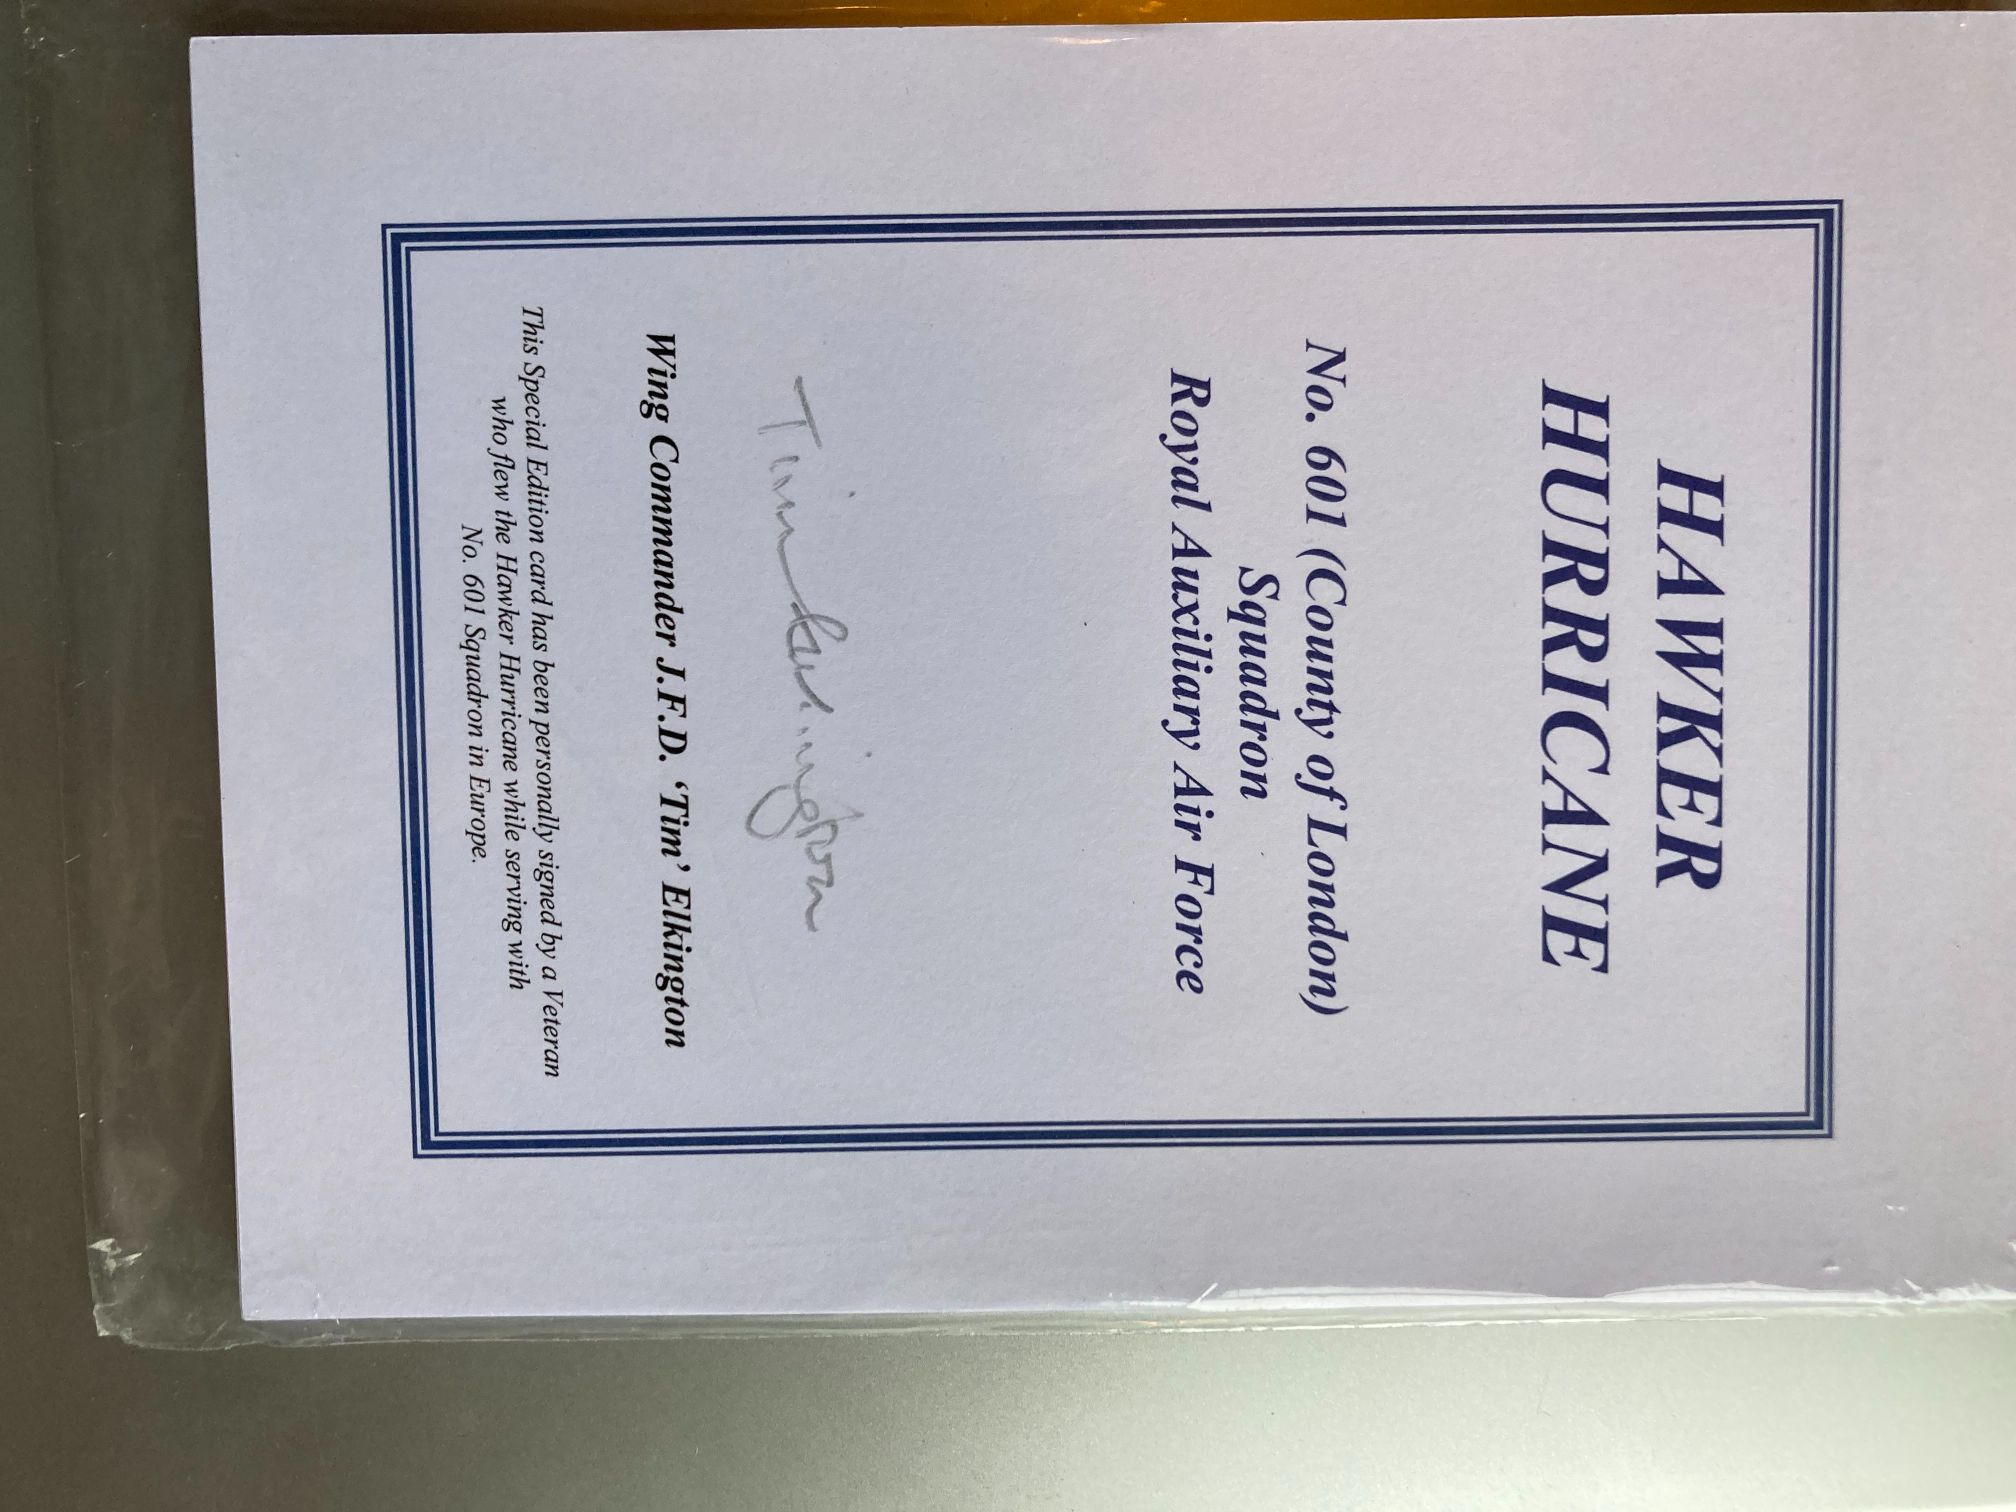 HAWKER
HURRICANE
No. 601 (County of London)
Squadron
Royal Auxiliary Air Force
Tim Elkington
Wing Commander J.F.D. ‘Tim’ Elkington
This Special Edition card has been personally signed by a Veteran
who flew the Hawker Hurricane while serving with
No. 601 Squadron in Europe.